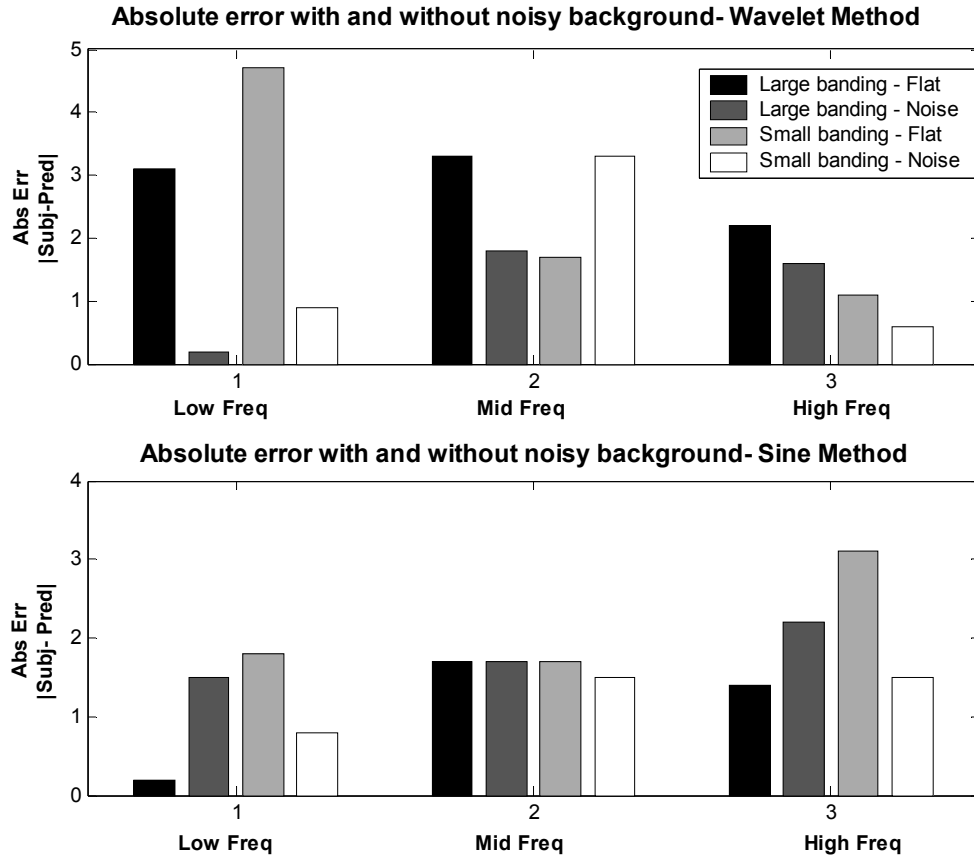 Absolute error with and without noisy background- Wavelet Method
5
4
3
2
1
0
Abs Err
|Subj-Pred|
Large banding - Flat
Large banding - Noise
Small banding - Flat
Small banding - Noise
1
2
3
Low Freq
Mid Freq
High Freq
Absolute error with and without noisy background- Sine Method
4
3
2
1
0
Abs Err
|Subj- Pred|
1
2
3
Low Freq
Mid Freq
High Freq